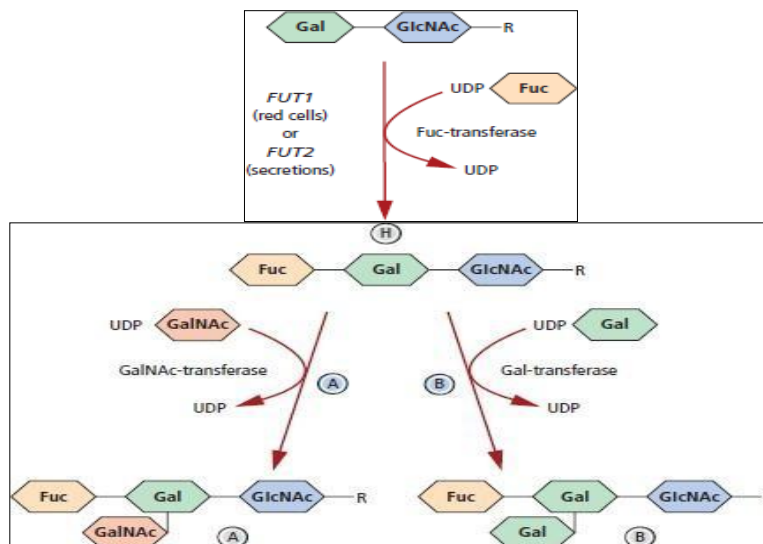 Gal GlcNAc R
FUT1
(red cells)
or
FUT2
(secretions)
UDP Fuc
Fuc-transferase
UDP
H
Fuc Gal GlcNAc R
UDP GalNAc
GalNAc-transferase
UDP
A
UDP Gal
B
Gal-transferase
UDP
Fuc Gal GlcNAc R
GalNAc
A
Fuc Gal GlcNAc
Gal
B